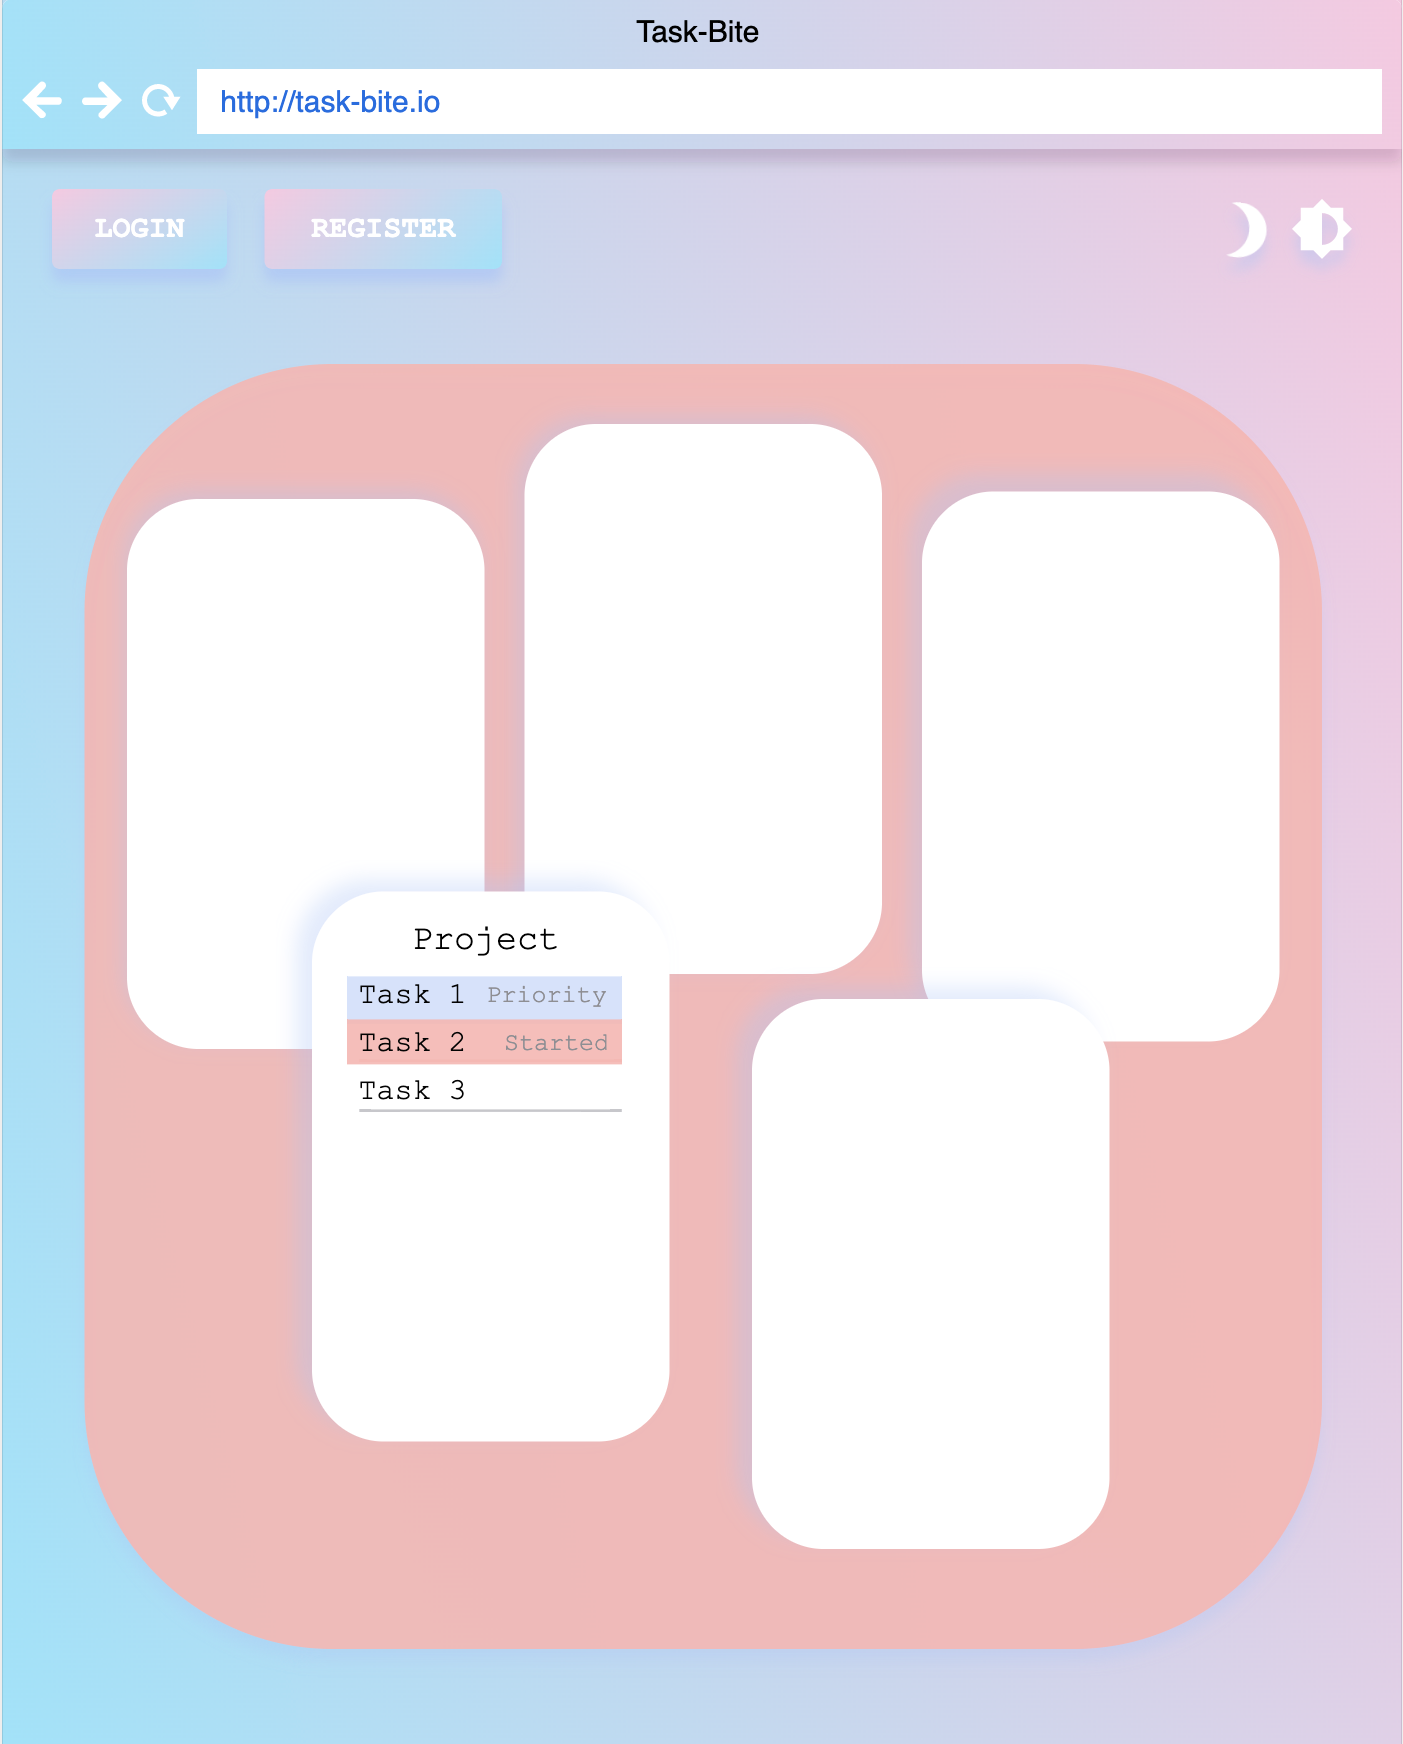 Task-Bite
http://task-bite.io
LOGIN REGISTER
Project
Task 1 Priority
Task 2 Started
Task 3